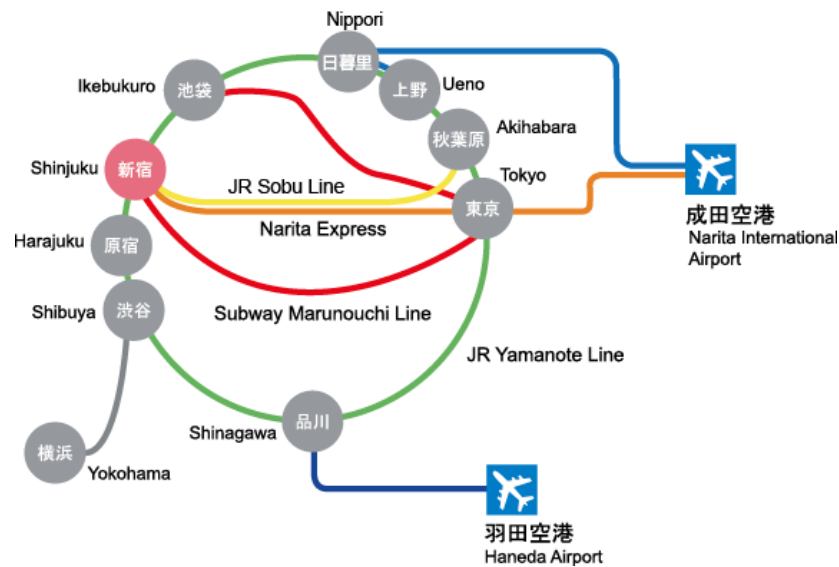 Nippori
日暮里
Ikebukuro
池袋
上野
Ueno
秋葉原
Akihabara
Shinjuku
新宿
JR Sobu Line
Tokyo
東京
Narita Express
成田空港
Narita International
Airport
Harajuku
原宿
Shibuya
渋谷
Subway Marunouchi Line
JR Yamanote Line
Shinagawa
品川
横浜
Yokohama
羽田空港
Haneda Airport